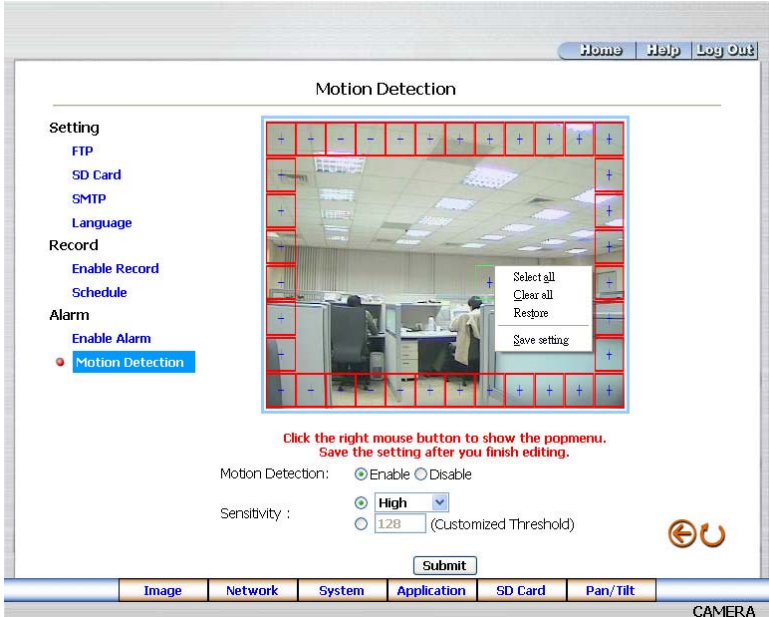 Home Help Log Out
Motion Detection
Setting
FTP
SD Card
SMTP
Language
Record
Enable Record
Schedule
Alarm
Enable Alarm
Motion Detection
Select all
Clear all
Restore
Save setting
Click the right mouse button to show the popmenu.
Save the setting after you finish editing.
Motion Detection: Enable Disable
Sensitivity :
High
128 (Customized Threshold)
Submit
Image Network System Application SD Card Pan/Tilt
CAMERA